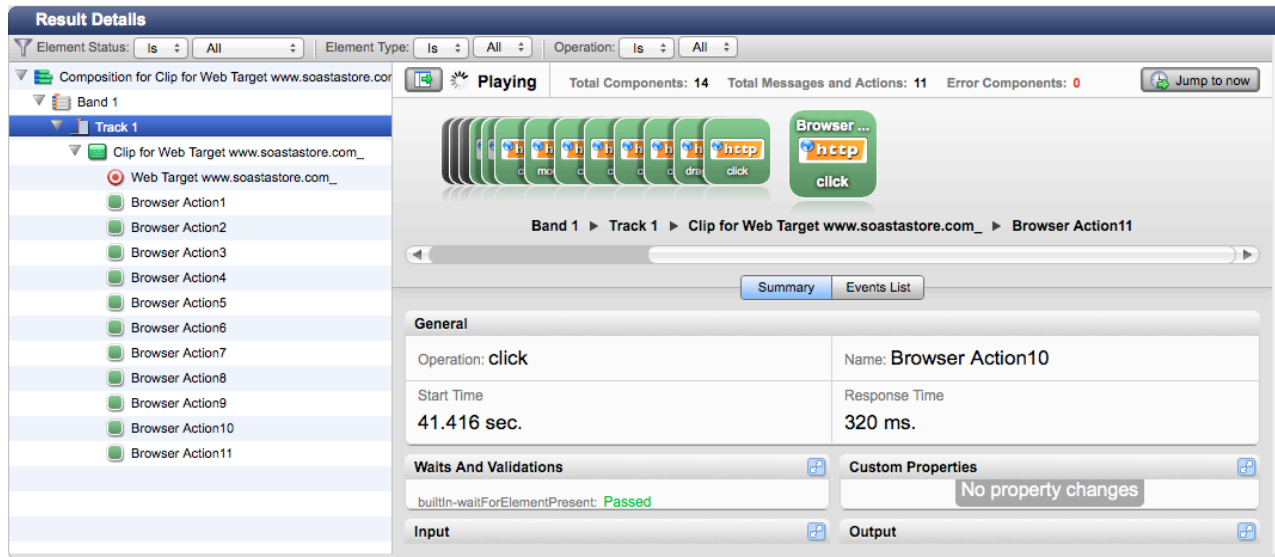 Result Details
Element Status: Is All Element Type: Is All Operation: Is All
Composition for Clip for Web Target www.soastastore.cor
Band 1
Track 1
Clip for Web Target www.soastastore.com_
Web Target www.soastastore.com_
Browser Action1
Browser Action2
Browser Action3
Browser Action4
Browser Action5
Browser Action6
Browser Action7
Browser Action8
Browser Action9
Browser Action10
Browser Action11
Playing Total Components: 14 Total Messages and Actions: 11 Error Components: 0 Jump to now
h h h h h h h http
c mo c c c c dra click
Browser ...
http
click
Band 1 ▶ Track 1 ▶ Clip for Web Target www.soastastore.com_ ▶ Browser Action11
Summary Events List
General
Operation: click Name: Browser Action10
Start Time Response Time
41.416 sec. 320 ms.
Waits And Validations Custom Properties
builtIn-waitForElementPresent: Passed No property changes
Input Output